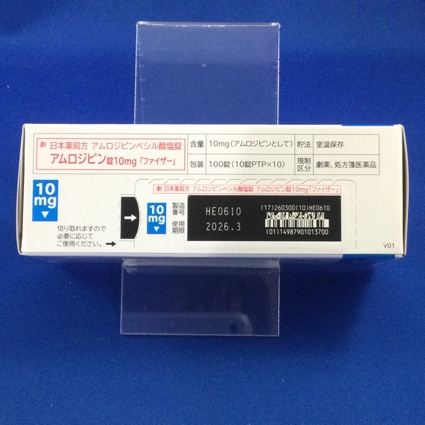 劇 日本薬局方 アムロジピンベシル酸塩錠
アムロジピン錠10mg「ファイザー」
含量 10mg(アムロジピンとして) 貯法 室温保存
包装 100錠(10錠PTP×10) 規制区分 劇薬、処方箋医薬品
10mg
切り取れますので
必要に応じて
ご使用ください。
劇 日本薬局方 アムロジピンベシル酸塩錠 アムロジピン錠10mg「ファイザー」
10mg
製造番号 HE0610
使用期限 2026.3
(17)260300(10)HE0610
(01)14987901013700
V01